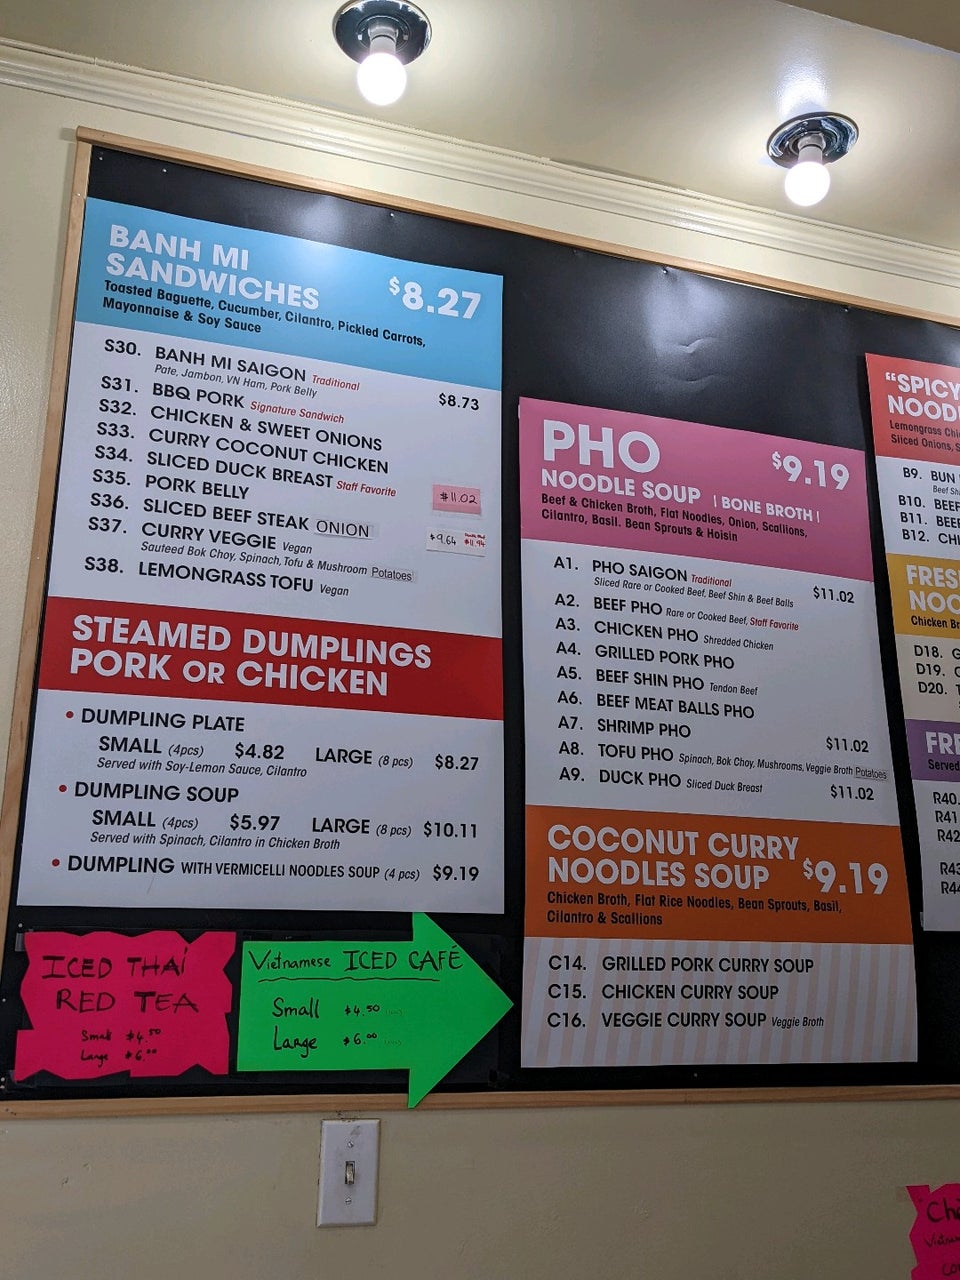 BANH MI
SANDWICHES
$8.27
Toasted Baguette, Cucumber, Cilantro, Pickled Carrots,
Mayonnaise & Soy Sauce
S30. BANH MI SAIGON Traditional $8.73
Pate, Jambon, VN Ham, Pork Belly
S31. BBQ PORK Signature Sandwich
S32. CHICKEN & SWEET ONIONS
S33. CURRY COCONUT CHICKEN
S34. SLICED DUCK BREAST Staff Favorite $11.02
S35. PORK BELLY
S36. SLICED BEEF STEAK ONION $9.64 $11.94
S37. CURRY VEGGIE Vegan
Sauteed Bok Choy, Spinach, Tofu & Mushroom Potatoes
S38. LEMONGRASS TOFU Vegan
STEAMED DUMPLINGS
PORK OR CHICKEN
• DUMPLING PLATE
SMALL (4pcs) $4.82 LARGE (8 pcs) $8.27
Served with Soy-Lemon Sauce, Cilantro
• DUMPLING SOUP
SMALL (4pcs) $5.97 LARGE (8 pcs) $10.11
Served with Spinach, Cilantro in Chicken Broth
• DUMPLING WITH VERMICELLI NOODLES SOUP (4 pcs) $9.19
ICED THAI
RED TEA
Small $4.50
Large $6.00
Vietnamese ICED CAFÉ
Small $4.50
Large $6.00
PHO
$9.19
NOODLE SOUP | BONE BROTH |
Beef & Chicken Broth, Flat Noodles, Onion, Scallions,
Cilantro, Basil. Bean Sprouts & Hoisin
A1. PHO SAIGON Traditional $11.02
Sliced Rare or Cooked Beef, Beef Shin & Beef Balls
A2. BEEF PHO Rare or Cooked Beef, Staff Favorite
A3. CHICKEN PHO Shredded Chicken
A4. GRILLED PORK PHO
A5. BEEF SHIN PHO Tendon Beef
A6. BEEF MEAT BALLS PHO
A7. SHRIMP PHO $11.02
A8. TOFU PHO Spinach, Bok Choy, Mushrooms, Veggie Broth Potatoes
A9. DUCK PHO Sliced Duck Breast $11.02
COCONUT CURRY
NOODLES SOUP $9.19
Chicken Broth, Flat Rice Noodles, Bean Sprouts, Basil,
Cilantro & Scallions
C14. GRILLED PORK CURRY SOUP
C15. CHICKEN CURRY SOUP
C16. VEGGIE CURRY SOUP Veggie Broth
"SPICY
NOOD
Lemongrass Chi
Sliced Onions, S
B9. BUN
Beef Sh
B10. BEEF
B11. BEE
B12. CHI
FRES
NOO
Chicken Br
D18. G
D19.
D20.
FRE
Served
R40.
R41
R42
R43
R44